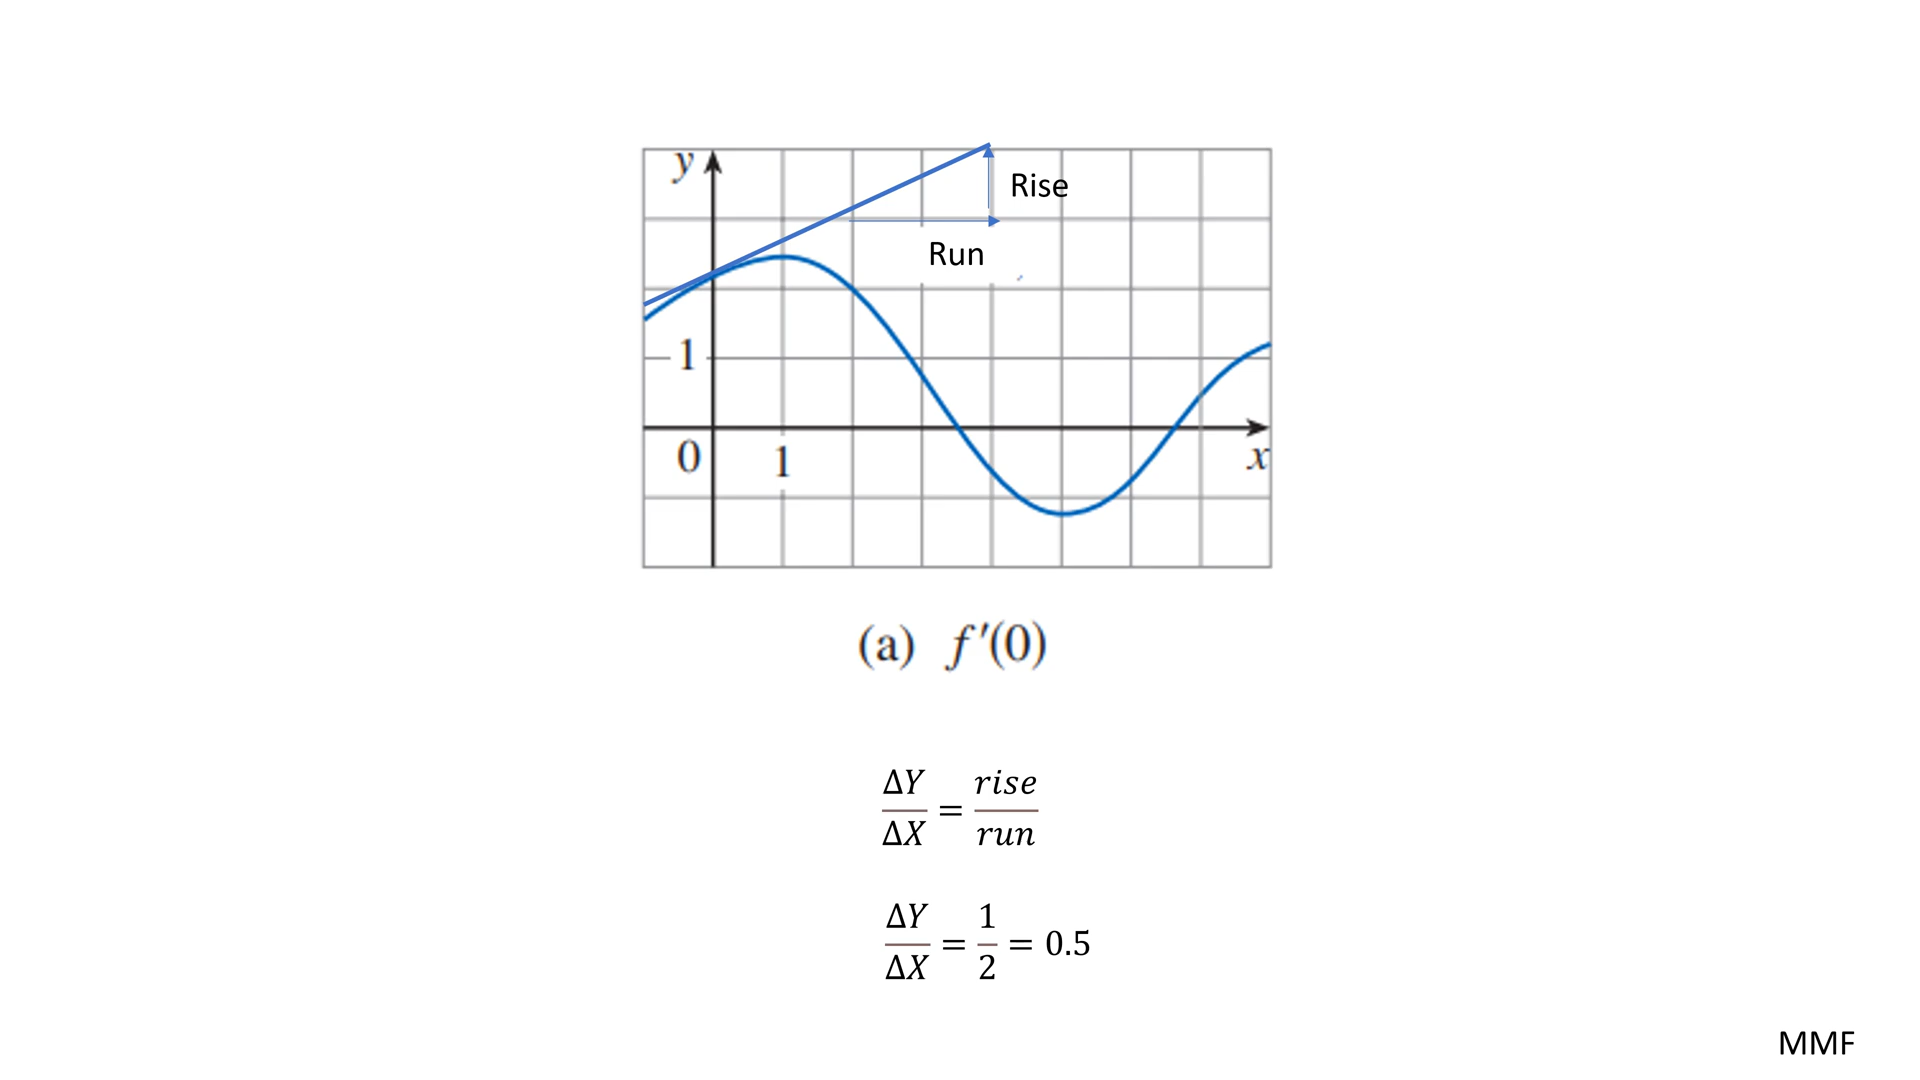 y
Rise
Run
1
0 1 x
(a) f′(0)
ΔY/ΔX = rise/run
ΔY/ΔX = 1/2 = 0.5
MMF